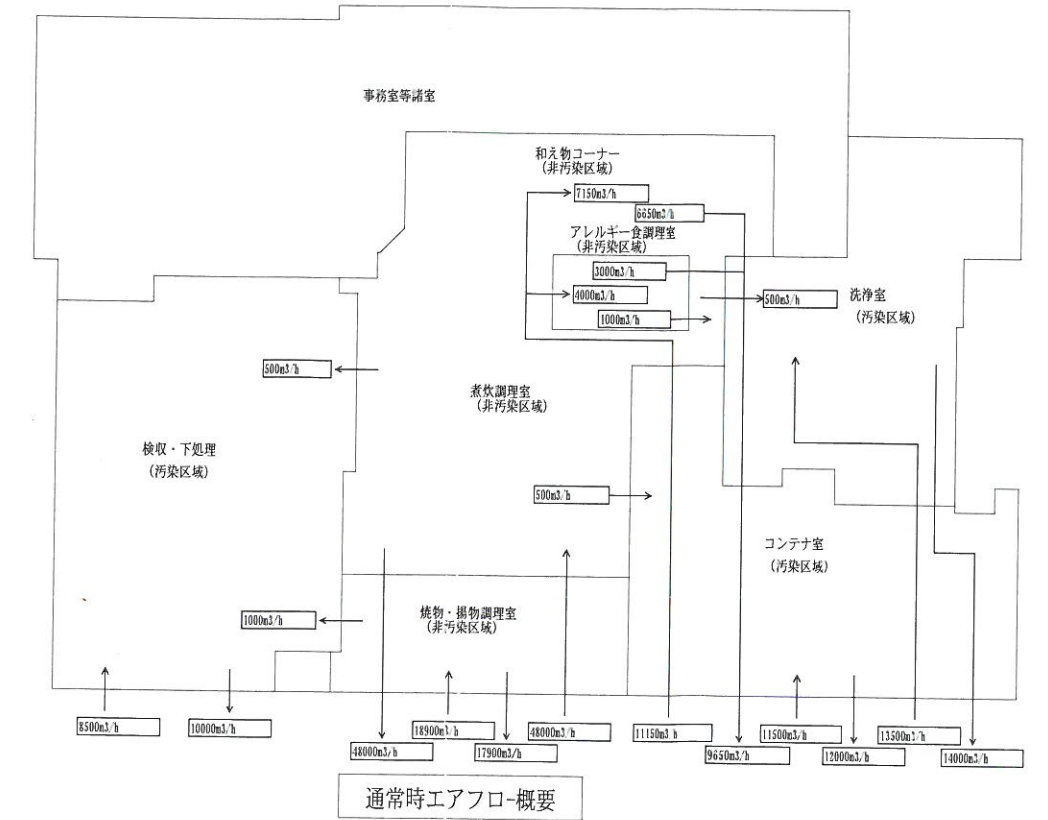 事務室等諸室
和え物コーナー
(非汚染区域)
7150m3/h
6650m3/h
アレルギー食調理室
(非汚染区域)
3000m3/h
4000m3/h
1000m3/h
500m3/h
洗浄室
(汚染区域)
500m3/h
煮炊調理室
(非汚染区域)
検収・下処理
(汚染区域)
500m3/h
コンテナ室
(汚染区域)
焼物・揚物調理室
(非汚染区域)
1000m3/h
8500m3/h
10000m3/h
48000m3/h
18900m3/h
17900m3/h
48000m3/h
11150m3 h
9650m3/h
11500m3/h
12000m3/h
13500m3/h
14000m3/h
通常時エアフロー概要